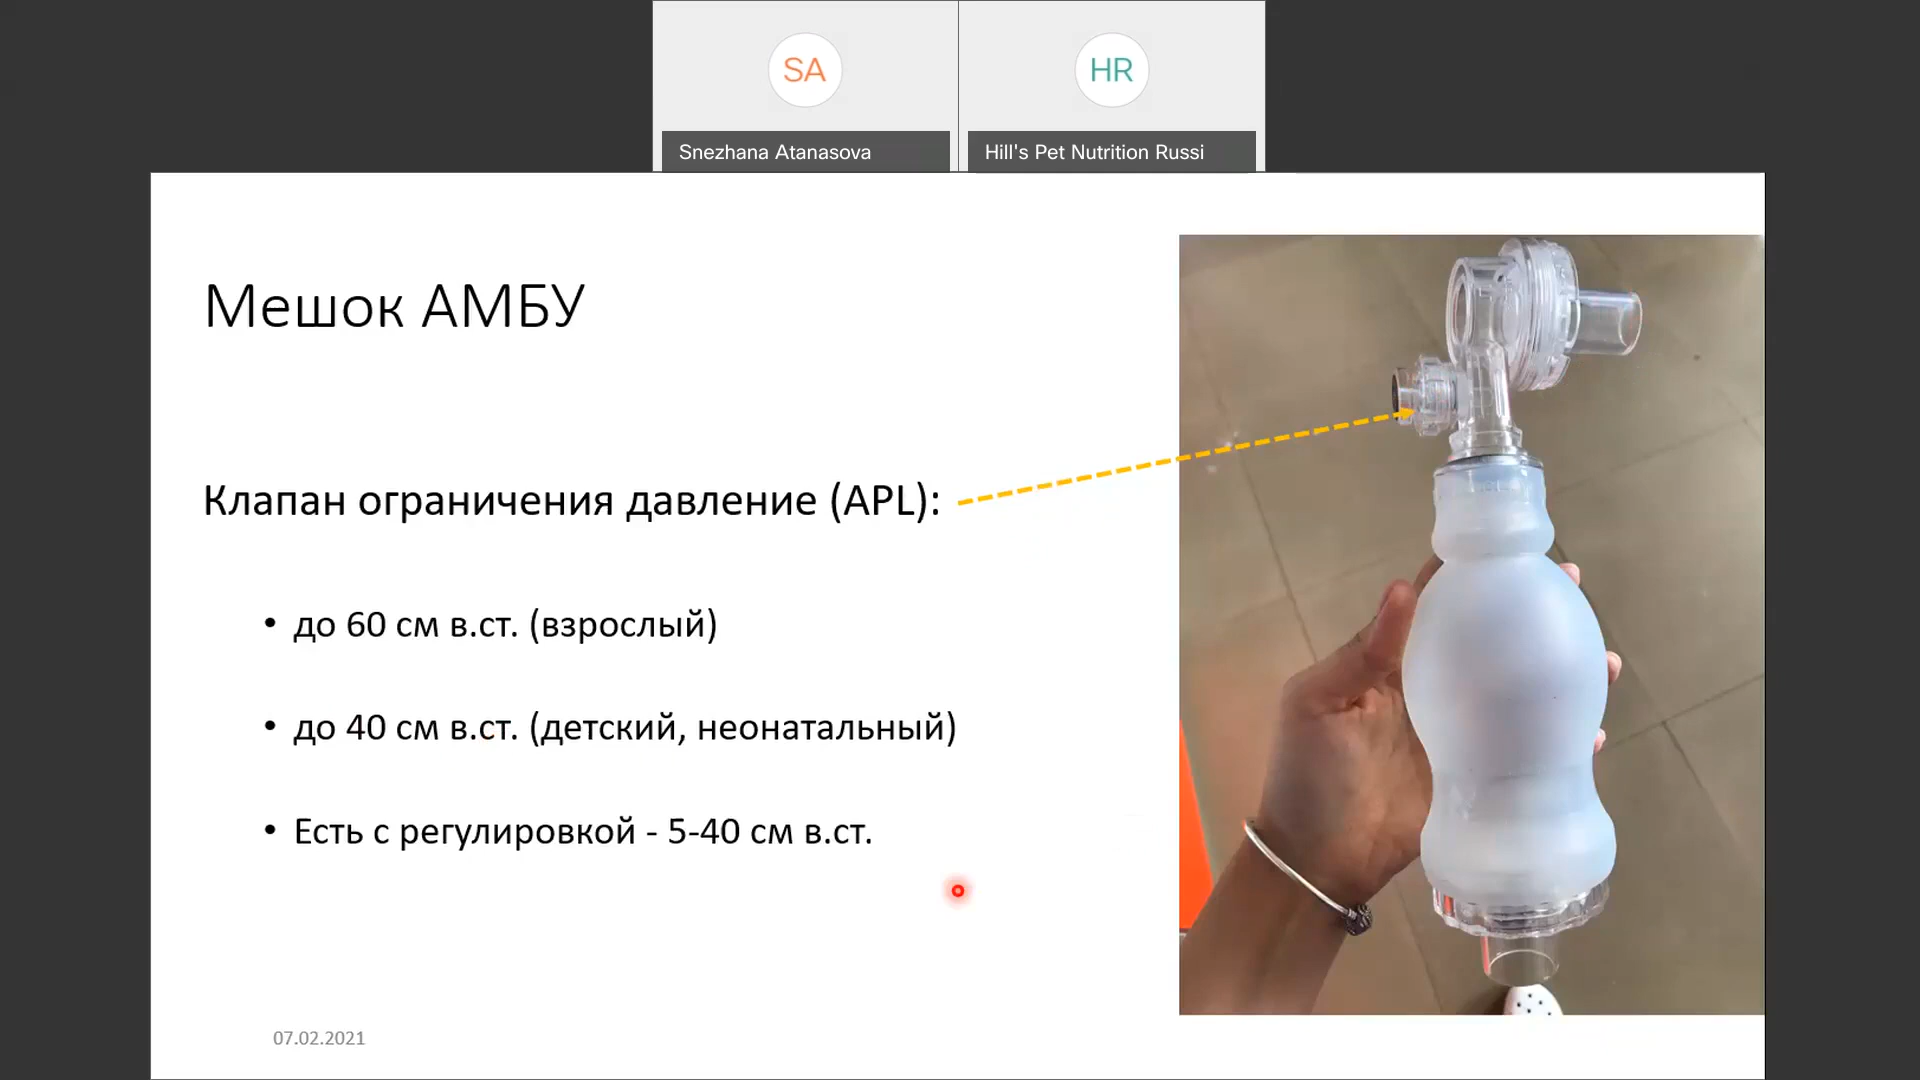 SA
HR
Snezhana Atanasova
Hill's Pet Nutrition Russi
Мешок АМБУ
Клапан ограничения давление (APL):
• до 60 см в.ст. (взрослый)
• до 40 см в.ст. (детский, неонатальный)
• Есть с регулировкой - 5-40 см в.ст.
07.02.2021